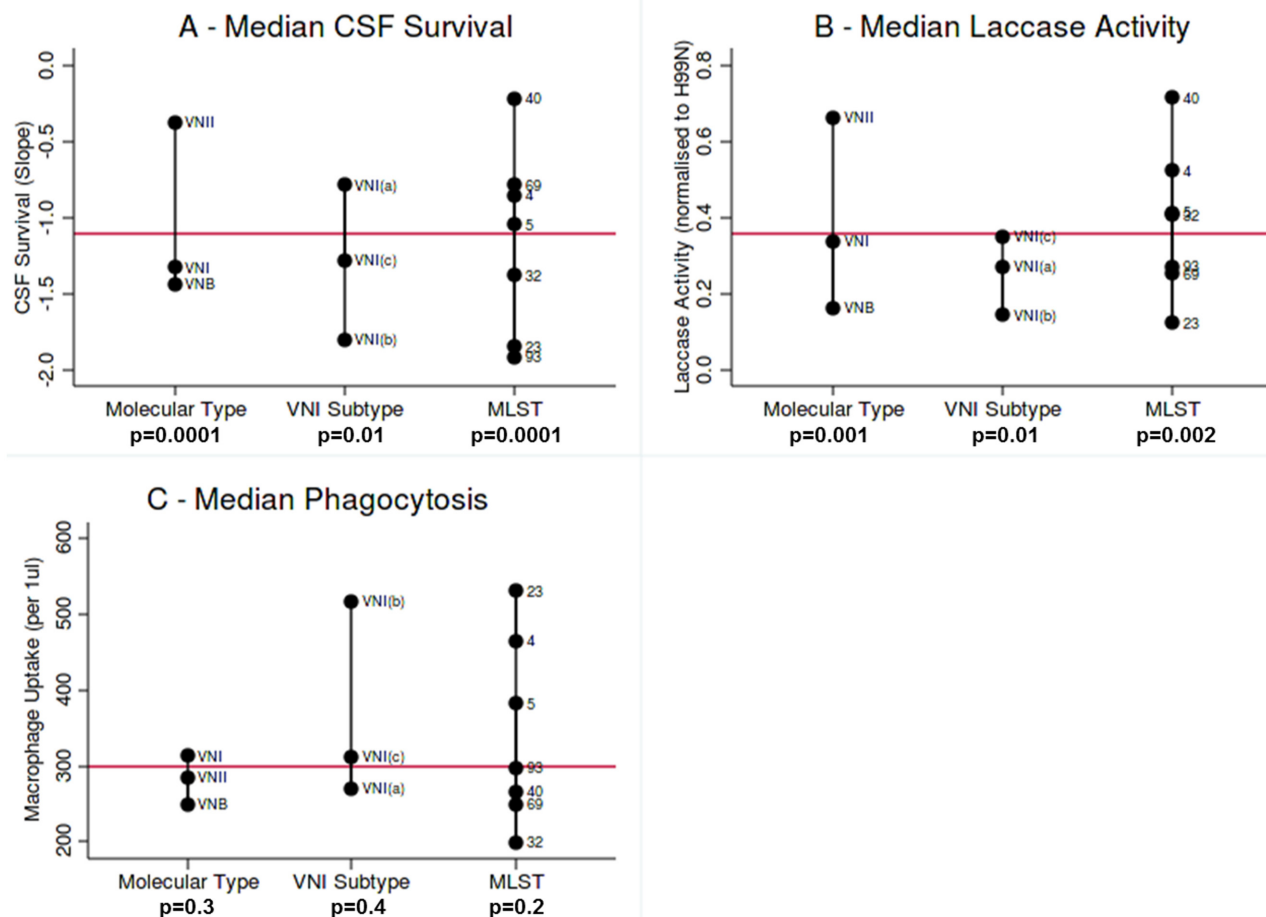 A - Median CSF Survival
CSF Survival (Slope)
0.0
-0.5
-1.0
-1.5
-2.0
VNII
VNI
VNB
VNI(a)
VNI(c)
VNI(b)
40
69
4
5
32
23
93
Molecular Type
p=0.0001
VNI Subtype
p=0.01
MLST
p=0.0001
B - Median Laccase Activity
Laccase Activity (normalised to H99N)
0.8
0.6
0.4
0.2
0.0
VNII
VNI
VNB
VNI(c)
VNI(a)
VNI(b)
40
4
5
32
93
69
23
Molecular Type
p=0.001
VNI Subtype
p=0.01
MLST
p=0.002
C - Median Phagocytosis
Macrophage Uptake (per 1ul)
600
500
400
300
200
VNI
VNII
VNB
VNI(b)
VNI(c)
VNI(a)
23
4
5
93
40
69
32
Molecular Type
p=0.3
VNI Subtype
p=0.4
MLST
p=0.2